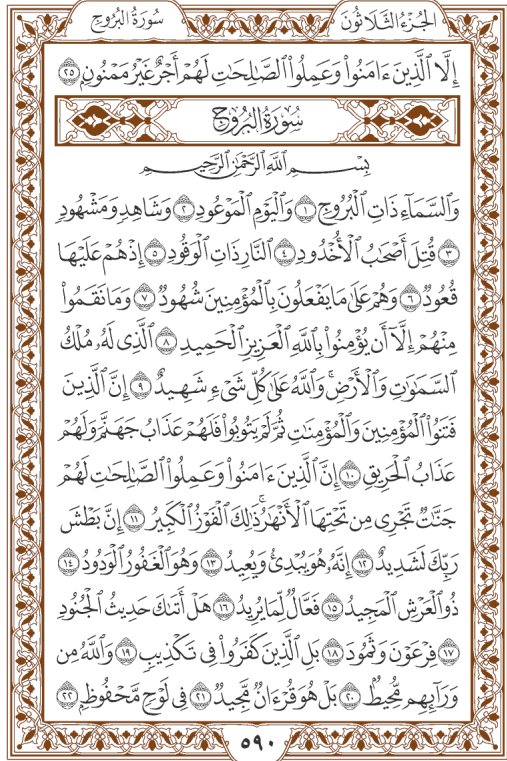 الجُزْءُ الثَّلَاثُونَ
سُورَةُ البُرُوجِ
إِلَّا ٱلَّذِينَ ءَامَنُوا۟ وَعَمِلُوا۟ ٱلصَّـٰلِحَـٰتِ لَهُمْ أَجْرٌ غَيْرُ مَمْنُونٍۭ ٢٥
سُورَةُ البُرُوجِ
بِسْمِ ٱللَّهِ ٱلرَّحْمَـٰنِ ٱلرَّحِيمِ
وَٱلسَّمَآءِ ذَاتِ ٱلْبُرُوجِ ١ وَٱلْيَوْمِ ٱلْمَوْعُودِ ٢ وَشَاهِدٍ وَمَشْهُودٍ
٣ قُتِلَ أَصْحَـٰبُ ٱلْأُخْدُودِ ٤ ٱلنَّارِ ذَاتِ ٱلْوَقُودِ ٥ إِذْ هُمْ عَلَيْهَا
قُعُودٌ ٦ وَهُمْ عَلَىٰ مَا يَفْعَلُونَ بِٱلْمُؤْمِنِينَ شُهُودٌ ٧ وَمَا نَقَمُوا۟
مِنْهُمْ إِلَّآ أَن يُؤْمِنُوا۟ بِٱللَّهِ ٱلْعَزِيزِ ٱلْحَمِيدِ ٨ ٱلَّذِى لَهُۥ مُلْكُ
ٱلسَّمَـٰوَٰتِ وَٱلْأَرْضِ ۚ وَٱللَّهُ عَلَىٰ كُلِّ شَىْءٍ شَهِيدٌ ٩ إِنَّ ٱلَّذِينَ
فَتَنُوا۟ ٱلْمُؤْمِنِينَ وَٱلْمُؤْمِنَـٰتِ ثُمَّ لَمْ يَتُوبُوا۟ فَلَهُمْ عَذَابُ جَهَنَّمَ وَلَهُمْ
عَذَابُ ٱلْحَرِيقِ ١٠ إِنَّ ٱلَّذِينَ ءَامَنُوا۟ وَعَمِلُوا۟ ٱلصَّـٰلِحَـٰتِ لَهُمْ
جَنَّـٰتٌ تَجْرِى مِن تَحْتِهَا ٱلْأَنْهَـٰرُ ۚ ذَٰلِكَ ٱلْفَوْزُ ٱلْكَبِيرُ ١١ إِنَّ بَطْشَ
رَبِّكَ لَشَدِيدٌ ١٢ إِنَّهُۥ هُوَ يُبْدِئُ وَيُعِيدُ ١٣ وَهُوَ ٱلْغَفُورُ ٱلْوَدُودُ ١٤
ذُو ٱلْعَرْشِ ٱلْمَجِيدُ ١٥ فَعَّالٌ لِّمَا يُرِيدُ ١٦ هَلْ أَتَىٰكَ حَدِيثُ ٱلْجُنُودِ
١٧ فِرْعَوْنَ وَثَمُودَ ١٨ بَلِ ٱلَّذِينَ كَفَرُوا۟ فِى تَكْذِيبٍ ١٩ وَٱللَّهُ مِن
وَرَآئِهِم مُّحِيطٌۢ ٢٠ بَلْ هُوَ قُرْءَانٌ مَّجِيدٌ ٢١ فِى لَوْحٍ مَّحْفُوظٍۭ ٢٢
٥٩٠